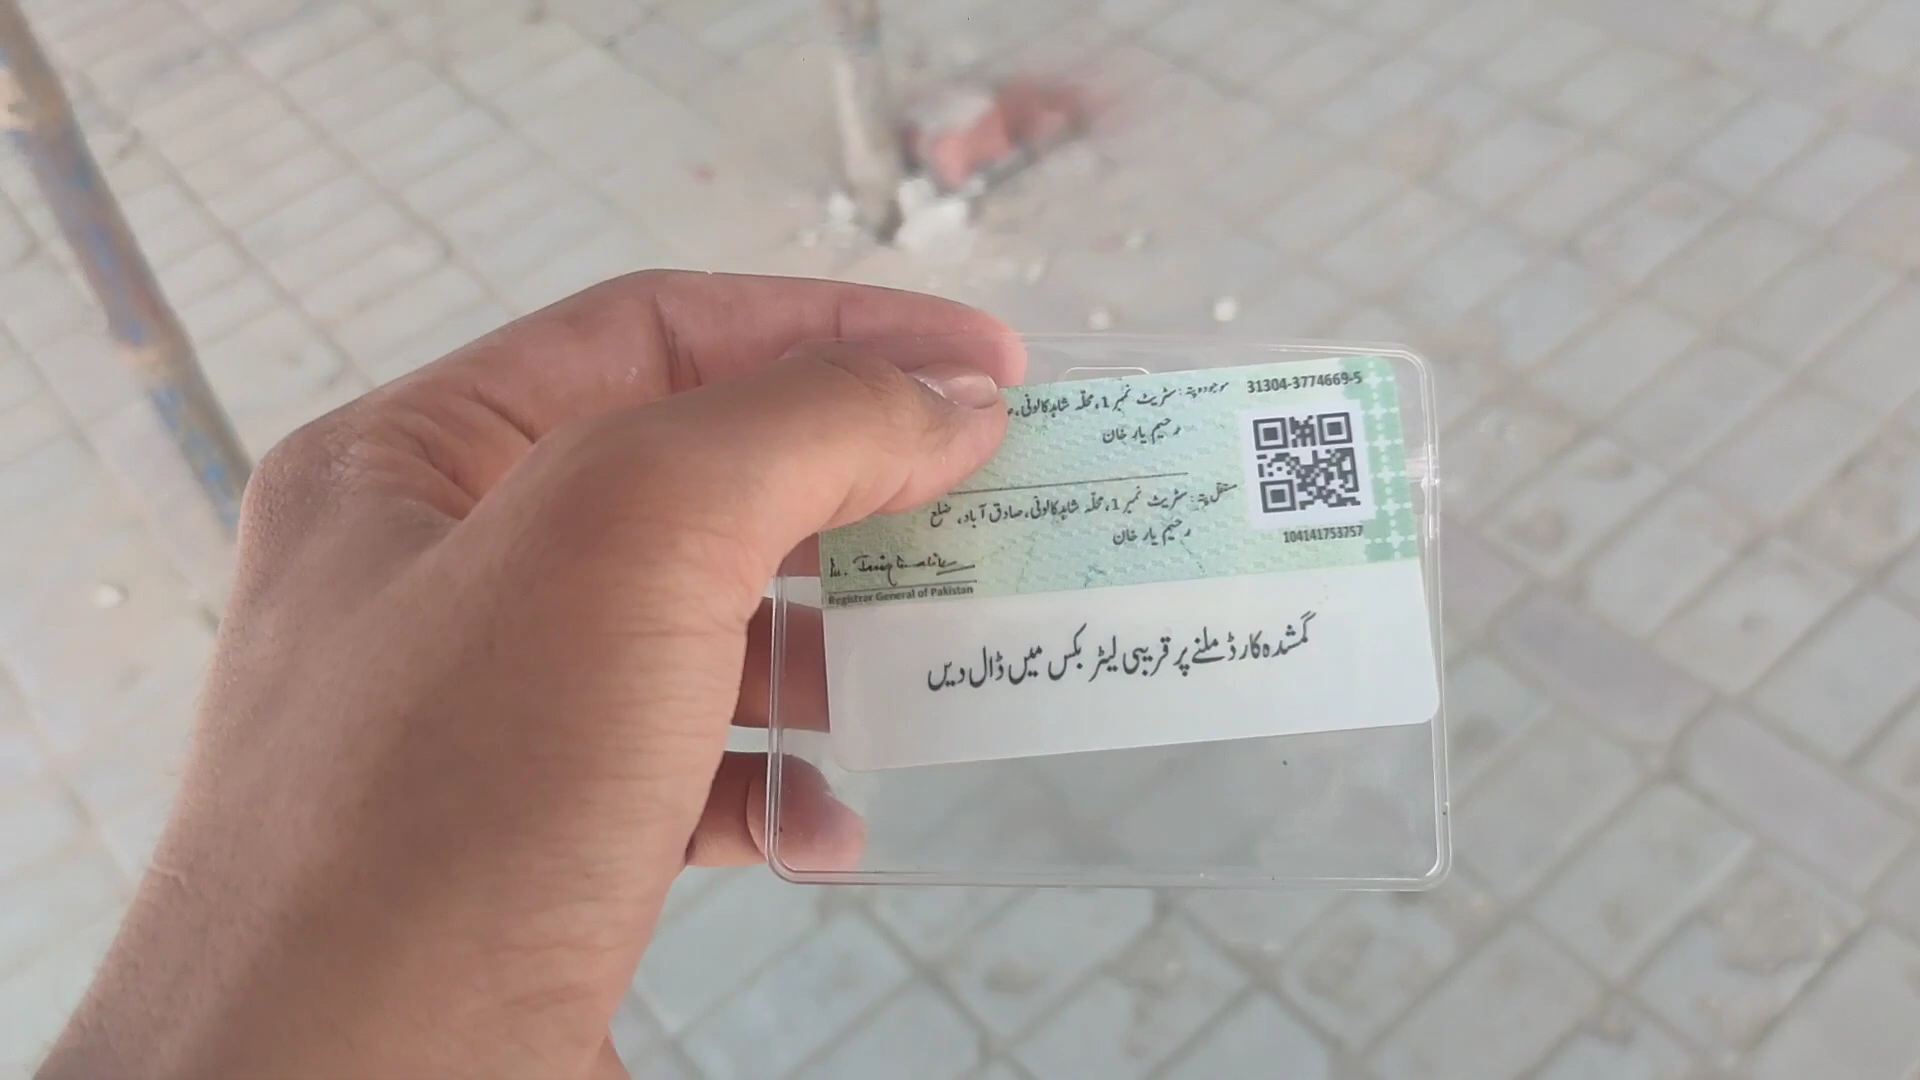 31304-3774669-5
موجودہ پتہ: سٹریٹ نمبر 1، محلّہ شاہد کالونی،
رحیم یار خان
مستقل پتہ: سٹریٹ نمبر 1، محلّہ شاہد کالونی، صادق آباد، ضلع
رحیم یار خان
104141753757
Registrar General of Pakistan
گمشدہ کارڈ ملنے پر قریبی لیٹر بکس میں ڈال دیں